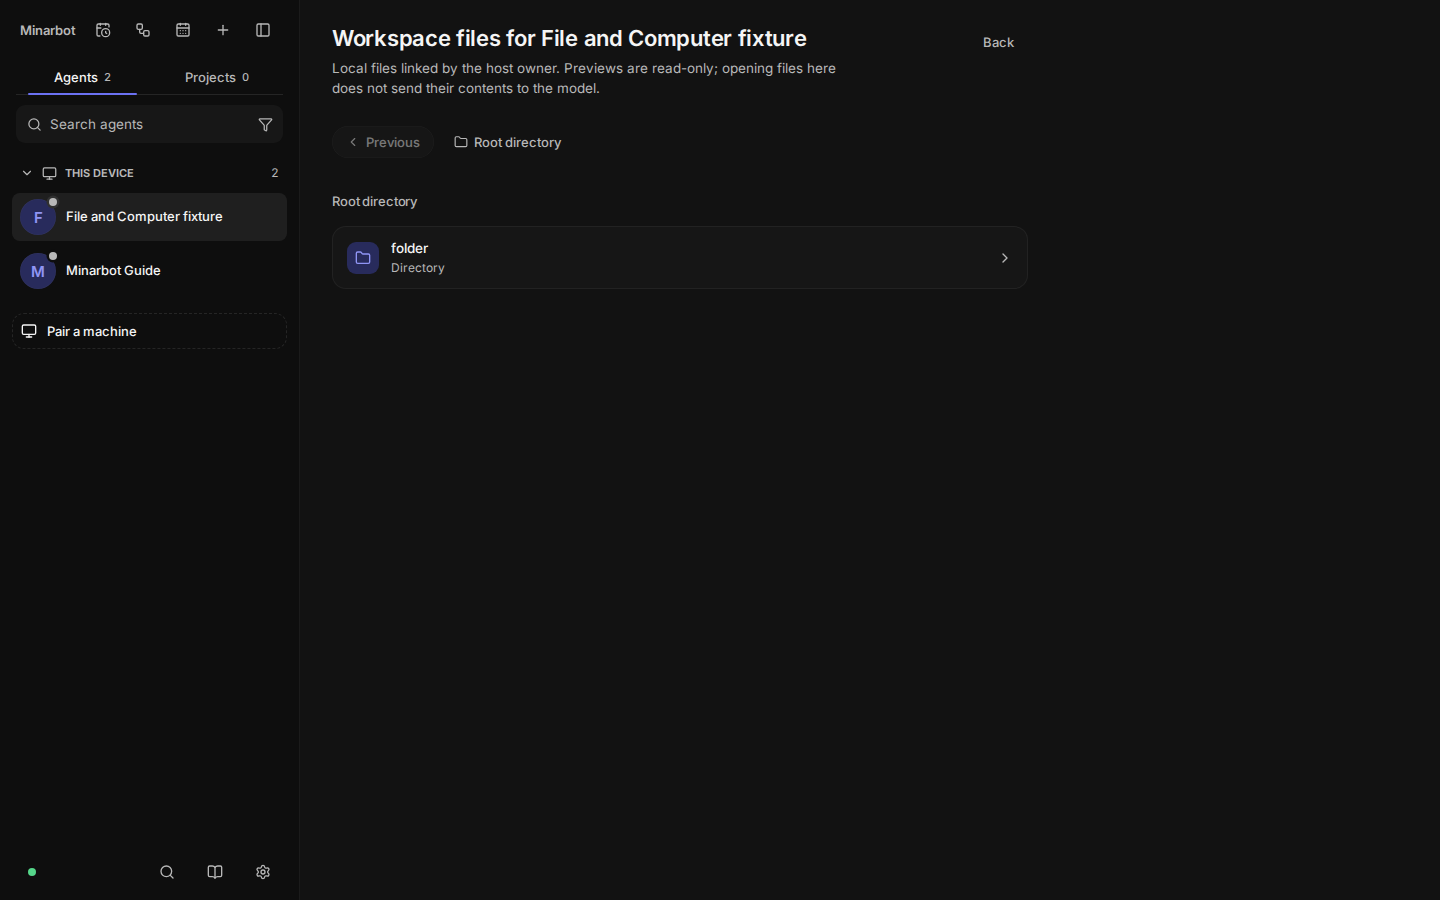 Minarbot
Agents 2
Projects 0
Search agents
THIS DEVICE 2
F File and Computer fixture
M Minarbot Guide
Pair a machine
Workspace files for File and Computer fixture
Back
Local files linked by the host owner. Previews are read-only; opening files here
does not send their contents to the model.
Previous
Root directory
Root directory
folder
Directory